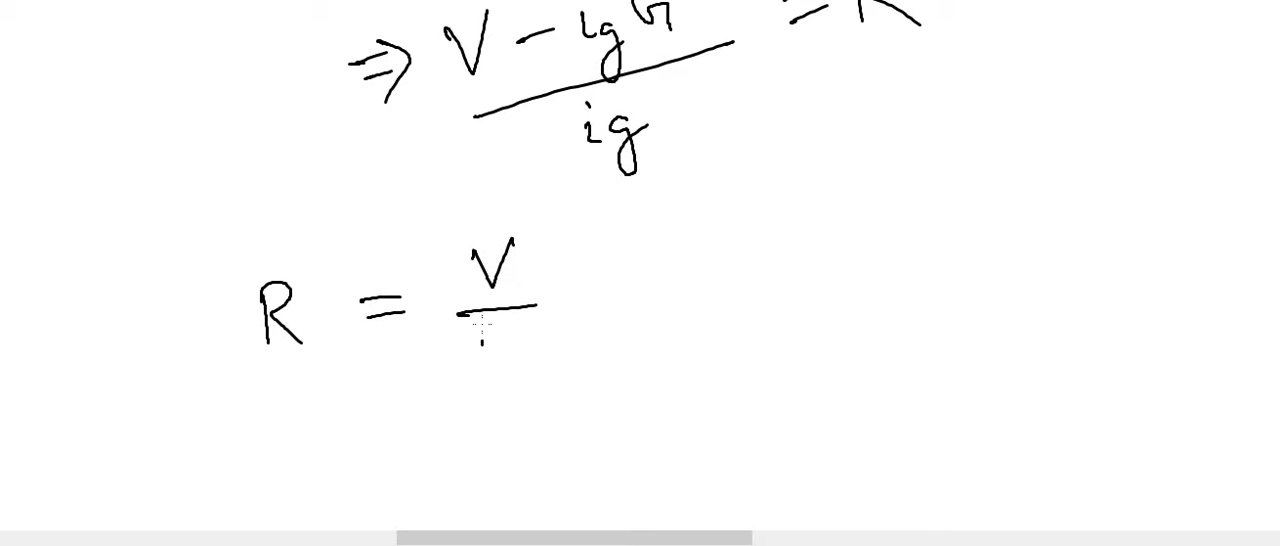 ⇒ V - ig G / ig = R
R = V